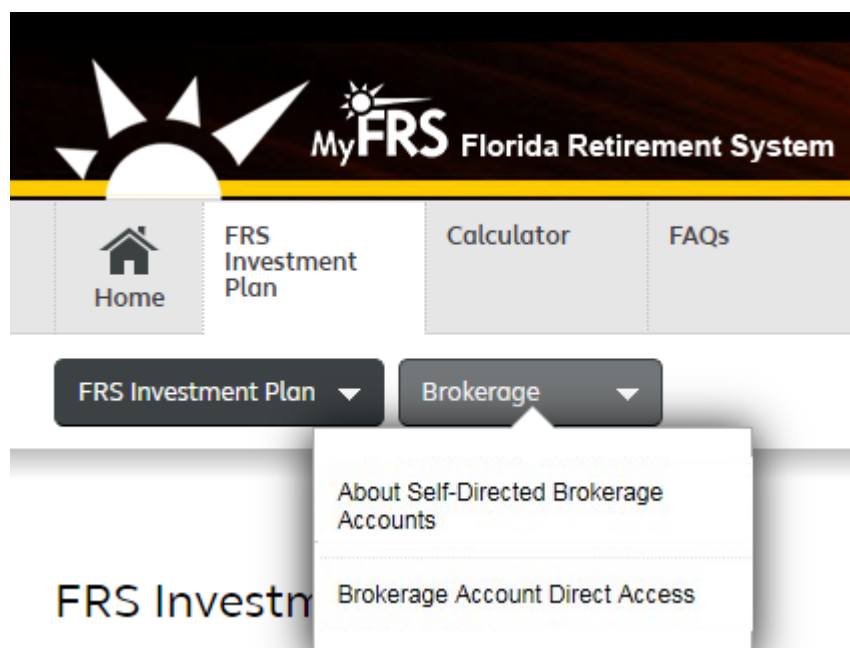 MyFRS Florida Retirement System
Home
FRS
Investment
Plan
Calculator
FAQs
FRS Investment Plan
Brokerage
About Self-Directed Brokerage
Accounts
Brokerage Account Direct Access
FRS